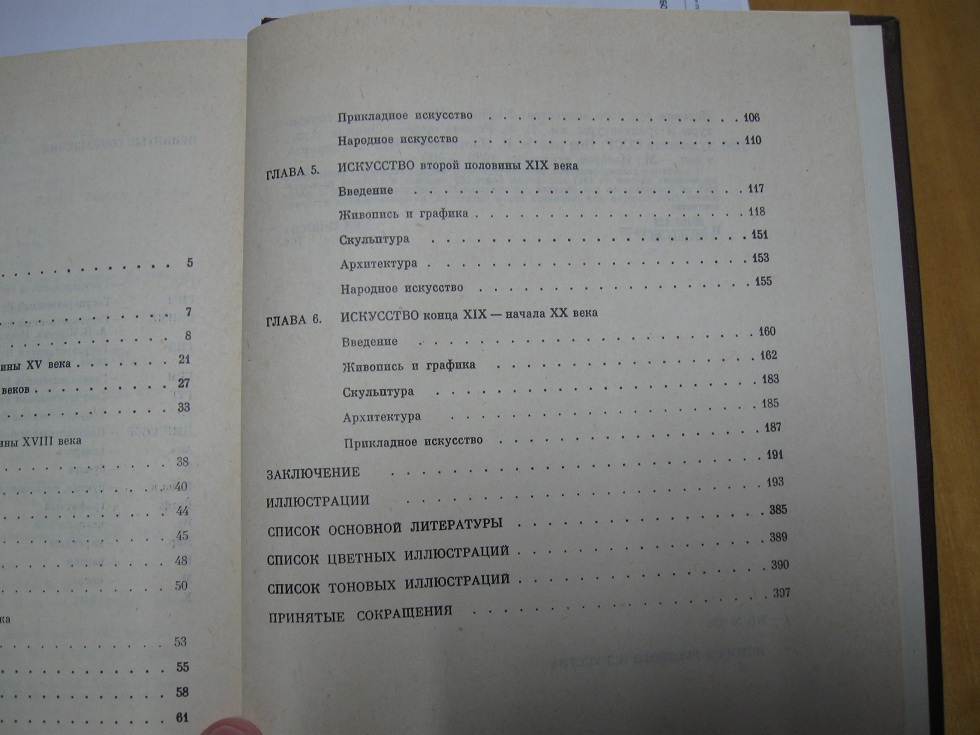 5
7
8
ины XV века . . . . . . . 21
веков . . . . . . . . . . . 27
33
ины XVIII века
38
40
44
45
48
50
ка
53
55
58
61
Прикладное искусство . . . . . . . . . . . . . 106
Народное искусство . . . . . . . . . . . . . . 110
ГЛАВА 5. ИСКУССТВО второй половины XIX века
Введение . . . . . . . . . . . . . . . . . . 117
Живопись и графика . . . . . . . . . . . . . . 118
Скульптура . . . . . . . . . . . . . . . . . 151
Архитектура . . . . . . . . . . . . . . . . . 153
Народное искусство . . . . . . . . . . . . . . 155
ГЛАВА 6. ИСКУССТВО конца XIX — начала XX века
Введение . . . . . . . . . . . . . . . . . . 160
Живопись и графика . . . . . . . . . . . . . . 162
Скульптура . . . . . . . . . . . . . . . . . 183
Архитектура . . . . . . . . . . . . . . . . . 185
Прикладное искусство . . . . . . . . . . . . . 187
ЗАКЛЮЧЕНИЕ . . . . . . . . . . . . . . . . . 191
ИЛЛЮСТРАЦИИ . . . . . . . . . . . . . . . . . 193
СПИСОК ОСНОВНОЙ ЛИТЕРАТУРЫ . . . . . . . . . . . 385
СПИСОК ЦВЕТНЫХ ИЛЛЮСТРАЦИЙ . . . . . . . . . . . 389
СПИСОК ТОНОВЫХ ИЛЛЮСТРАЦИЙ . . . . . . . . . . . 390
ПРИНЯТЫЕ СОКРАЩЕНИЯ . . . . . . . . . . . . . . 397